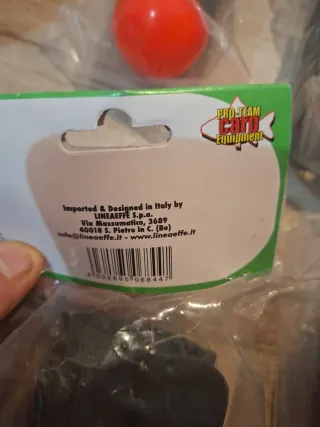 PRO TEAM
carp
Equipment
Imported & Designed in Italy by
LINEAEFFE S.p.a.
Via Massumatico, 3689
40018 S. Pietro in C. (Bo)
info@lineaeffe.it - www.lineaeffe.it